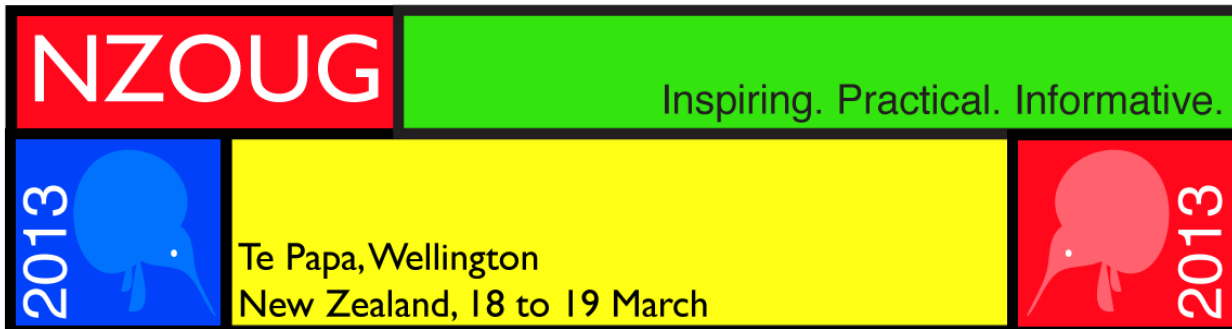 NZOUG
Inspiring. Practical. Informative.
2013
Te Papa, Wellington
New Zealand, 18 to 19 March
2013